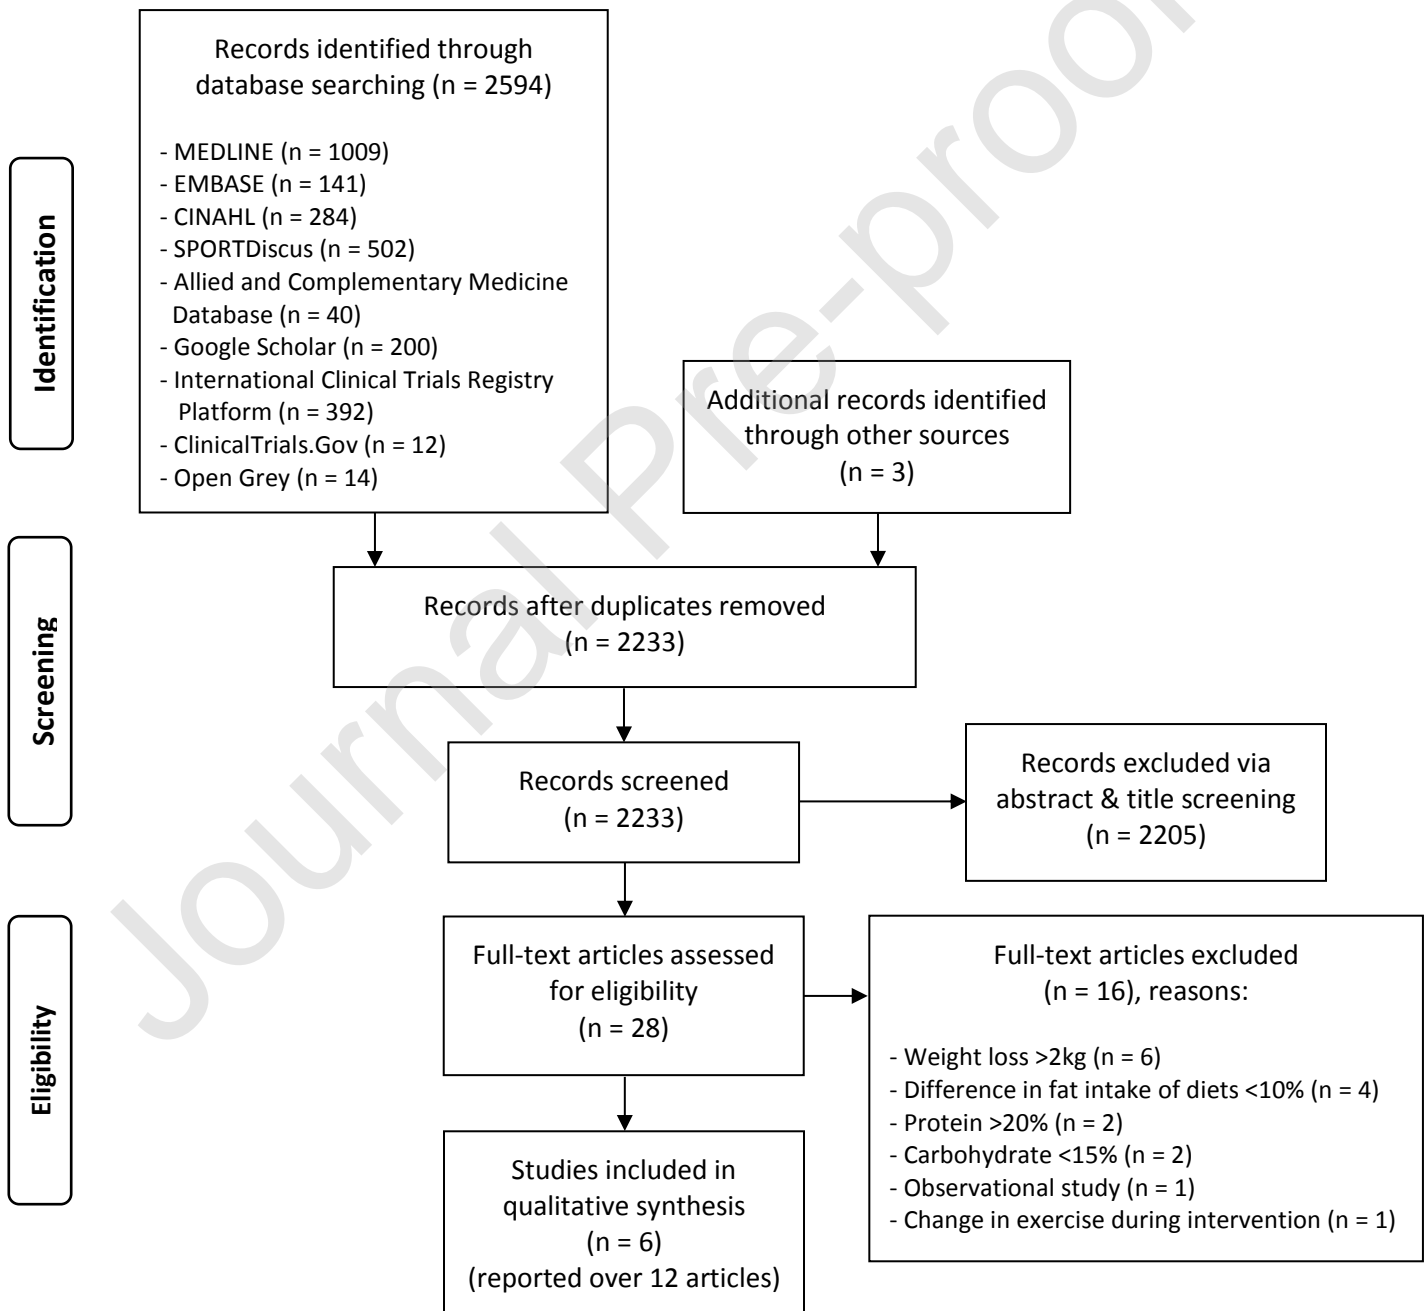 Records identified through
database searching (n = 2594)
- MEDLINE (n = 1009)
- EMBASE (n = 141)
- CINAHL (n = 284)
- SPORTDiscus (n = 502)
- Allied and Complementary Medicine
Database (n = 40)
- Google Scholar (n = 200)
- International Clinical Trials Registry
Platform (n = 392)
- ClinicalTrials.Gov (n = 12)
- Open Grey (n = 14)
Identification
Additional records identified
through other sources
(n = 3)
Screening
Records after duplicates removed
(n = 2233)
Records screened
(n = 2233)
Records excluded via
abstract & title screening
(n = 2205)
Eligibility
Full-text articles assessed
for eligibility
(n = 28)
Full-text articles excluded
(n = 16), reasons:
- Weight loss >2kg (n = 6)
- Difference in fat intake of diets <10% (n = 4)
- Protein >20% (n = 2)
- Carbohydrate <15% (n = 2)
- Observational study (n = 1)
- Change in exercise during intervention (n = 1)
Studies included in
qualitative synthesis
(n = 6)
(reported over 12 articles)
Journal Pre-proo